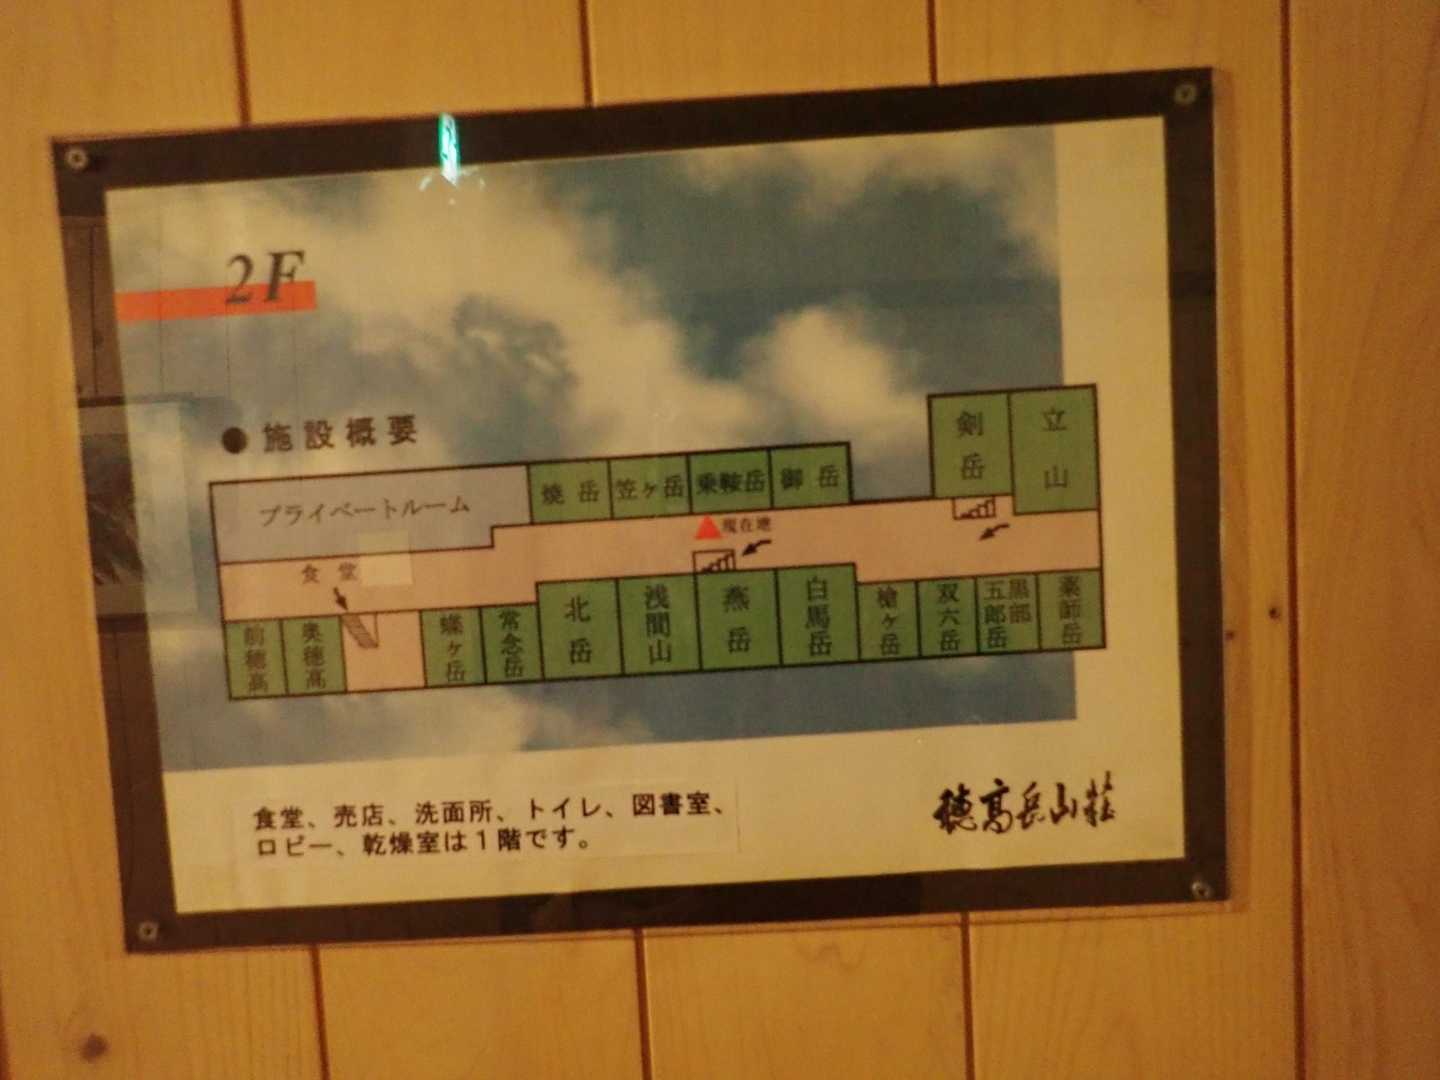 2F
●施設概要
プライベートルーム
焼岳
笠ヶ岳
乗鞍岳
御岳
剣岳
立山
現在地
食堂
前穂高
奥穂高
蝶ヶ岳
常念岳
北岳
浅間山
燕岳
白馬岳
槍ヶ岳
双六岳
黒部
五郎岳
薬師岳
食堂、売店、洗面所、トイレ、図書室、
ロビー、乾燥室は1階です。
穂高岳山荘